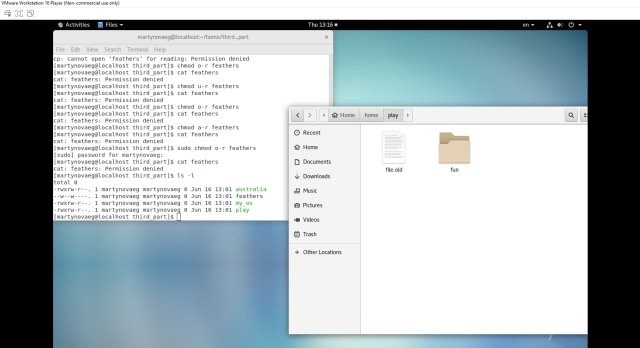 VMware Workstation 16 Player (Non-commercial use only)
Activities Files Thu 13:16 en
martynovaeg@localhost:~/home/third_part
File Edit View Search Terminal Help
cp: cannot open 'feathers' for reading: Permission denied
[martynovaeg@localhost third_part]$ chmod o-r feathers
[martynovaeg@localhost third_part]$ cat feathers
cat: feathers: Permission denied
[martynovaeg@localhost third_part]$ chmod u-r feathers
[martynovaeg@localhost third_part]$ cat feathers
cat: feathers: Permission denied
[martynovaeg@localhost third_part]$ chmod o-r feathers
[martynovaeg@localhost third_part]$ cat feathers
cat: feathers: Permission denied
[martynovaeg@localhost third_part]$ chmod a-r feathers
[martynovaeg@localhost third_part]$ cat feathers
cat: feathers: Permission denied
[martynovaeg@localhost third_part]$ sudo chmod o-r feathers
[sudo] password for martynovaeg:
[martynovaeg@localhost third_part]$ cat feathers
cat: feathers: Permission denied
[martynovaeg@localhost third_part]$ ls -l
total 0
-rwxrw-r--. 1 martynovaeg martynovaeg 0 Jun 16 13:01 australia
--w--w----. 1 martynovaeg martynovaeg 0 Jun 16 13:01 feathers
-rwxrw-r--. 1 martynovaeg martynovaeg 0 Jun 16 13:01 my_os
-rwxrw-r--. 1 martynovaeg martynovaeg 0 Jun 16 13:01 play
[martynovaeg@localhost third_part]$
Home home play
Recent
Home
Documents
Downloads
Music
Pictures
Videos
Trash
Other Locations
file.old
fun